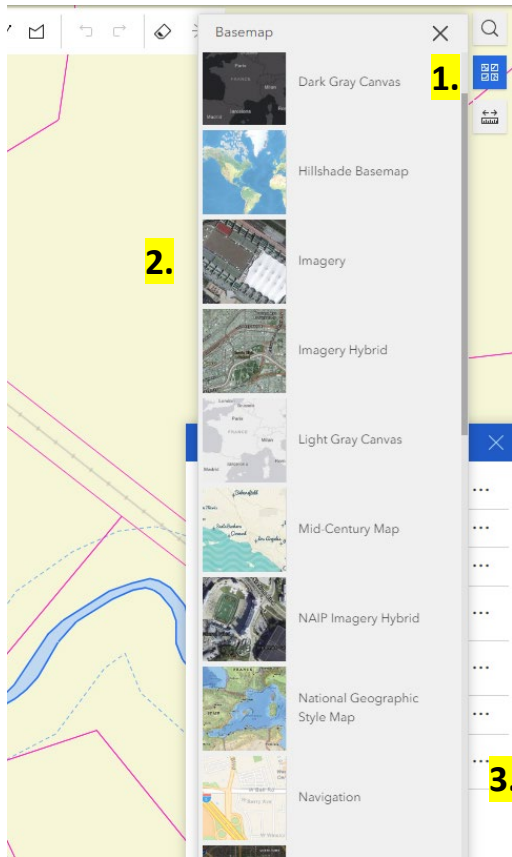 Basemap
1.
Dark Gray Canvas
Hillshade Basemap
2.
Imagery
Imagery Hybrid
Light Gray Canvas
Mid-Century Map
NAIP Imagery Hybrid
National Geographic
Style Map
3.
Navigation